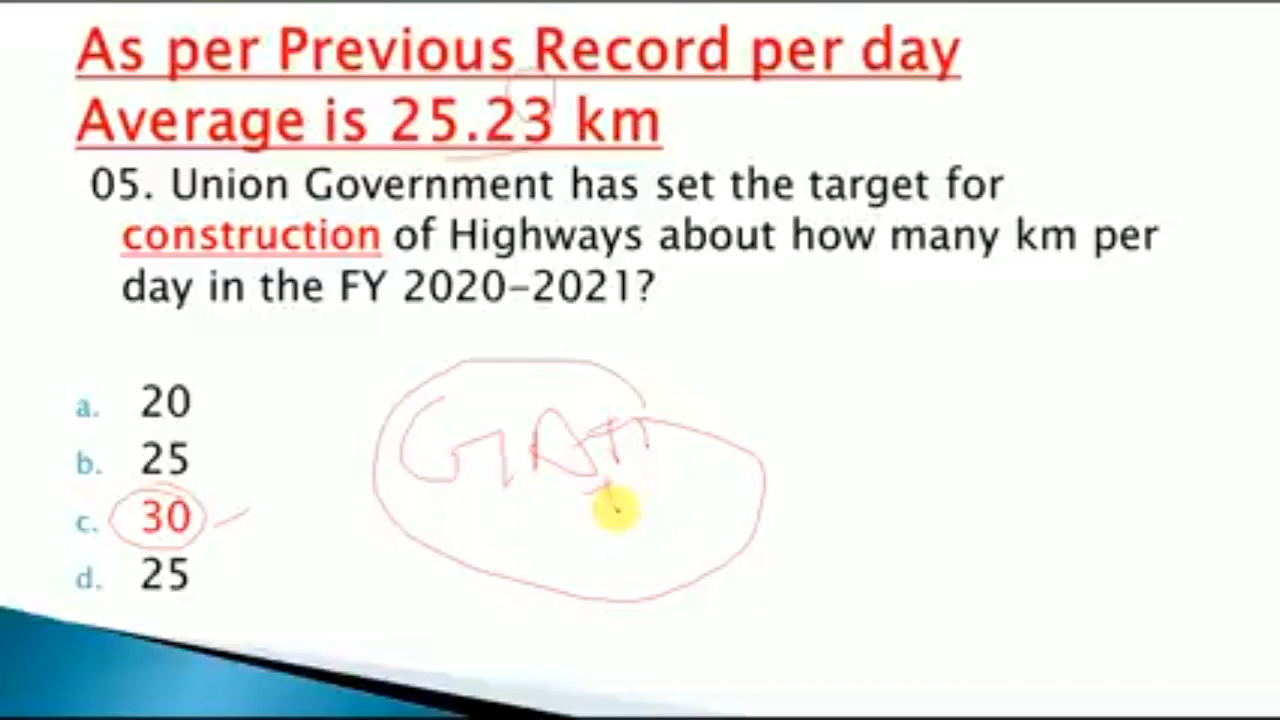 As per Previous Record per day
Average is 25.23 km
05. Union Government has set the target for
construction of Highways about how many km per
day in the FY 2020-2021?
a. 20
b. 25
c. 30
d. 25